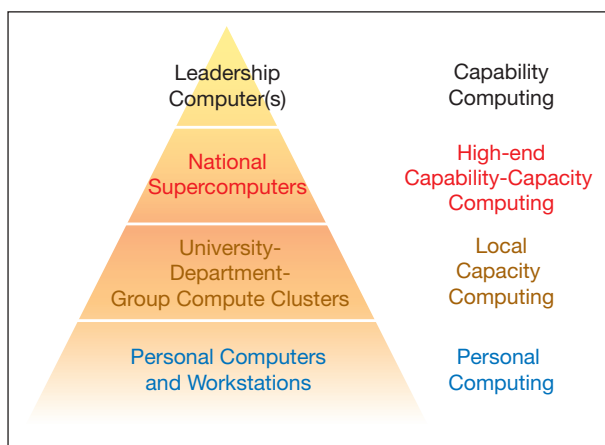 Leadership
Computer(s)
Capability
Computing
National
Supercomputers
High-end
Capability-Capacity
Computing
University-
Department-
Group Compute Clusters
Local
Capacity
Computing
Personal Computers
and Workstations
Personal
Computing